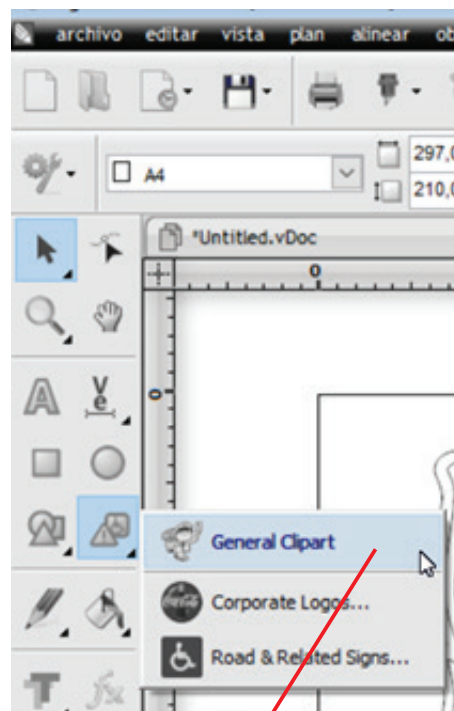 archivo editar vista plan alinear ob
A4
297,0
210,0
*Untitled.vDoc
0
0
General Clipart
Corporate Logos...
Road & Related Signs...